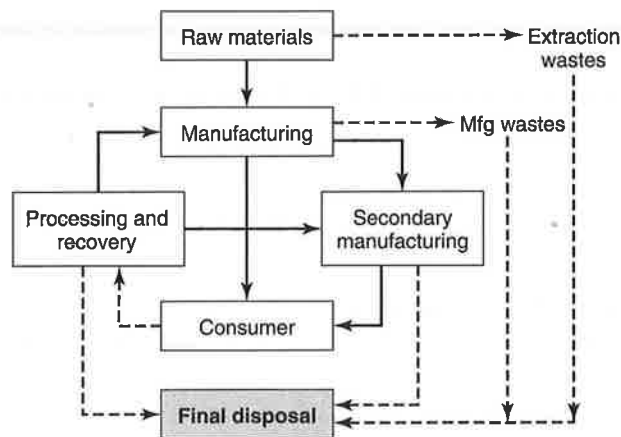 Raw materials
Extraction
wastes
Manufacturing
Mfg wastes
Processing and
recovery
Secondary
manufacturing
Consumer
Final disposal